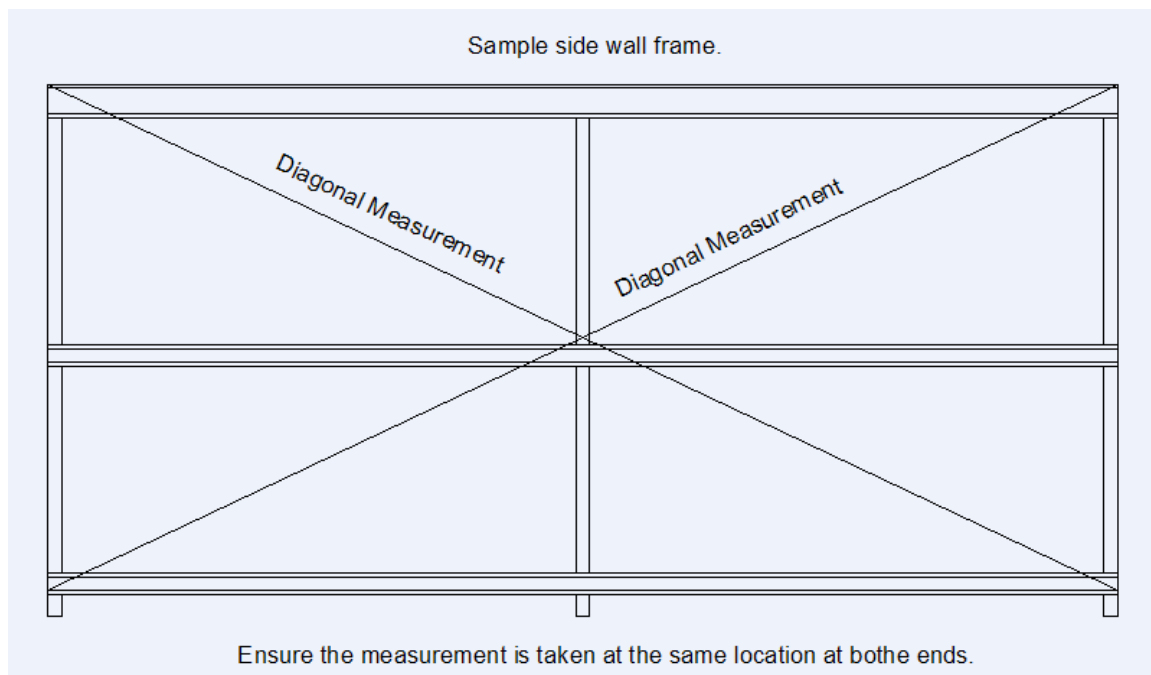 Sample side wall frame.
Diagonal Measurement
Diagonal Measurement
Ensure the measurement is taken at the same location at bothe ends.